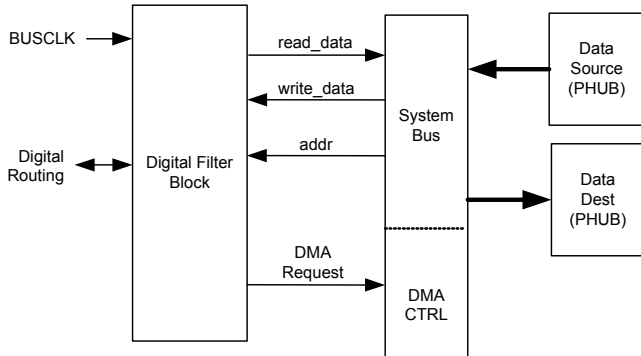 BUSCLK
read_data
write_data
addr
Digital
Routing
Digital Filter
Block
DMA
Request
System
Bus
DMA
CTRL
Data
Source
(PHUB)
Data
Dest
(PHUB)